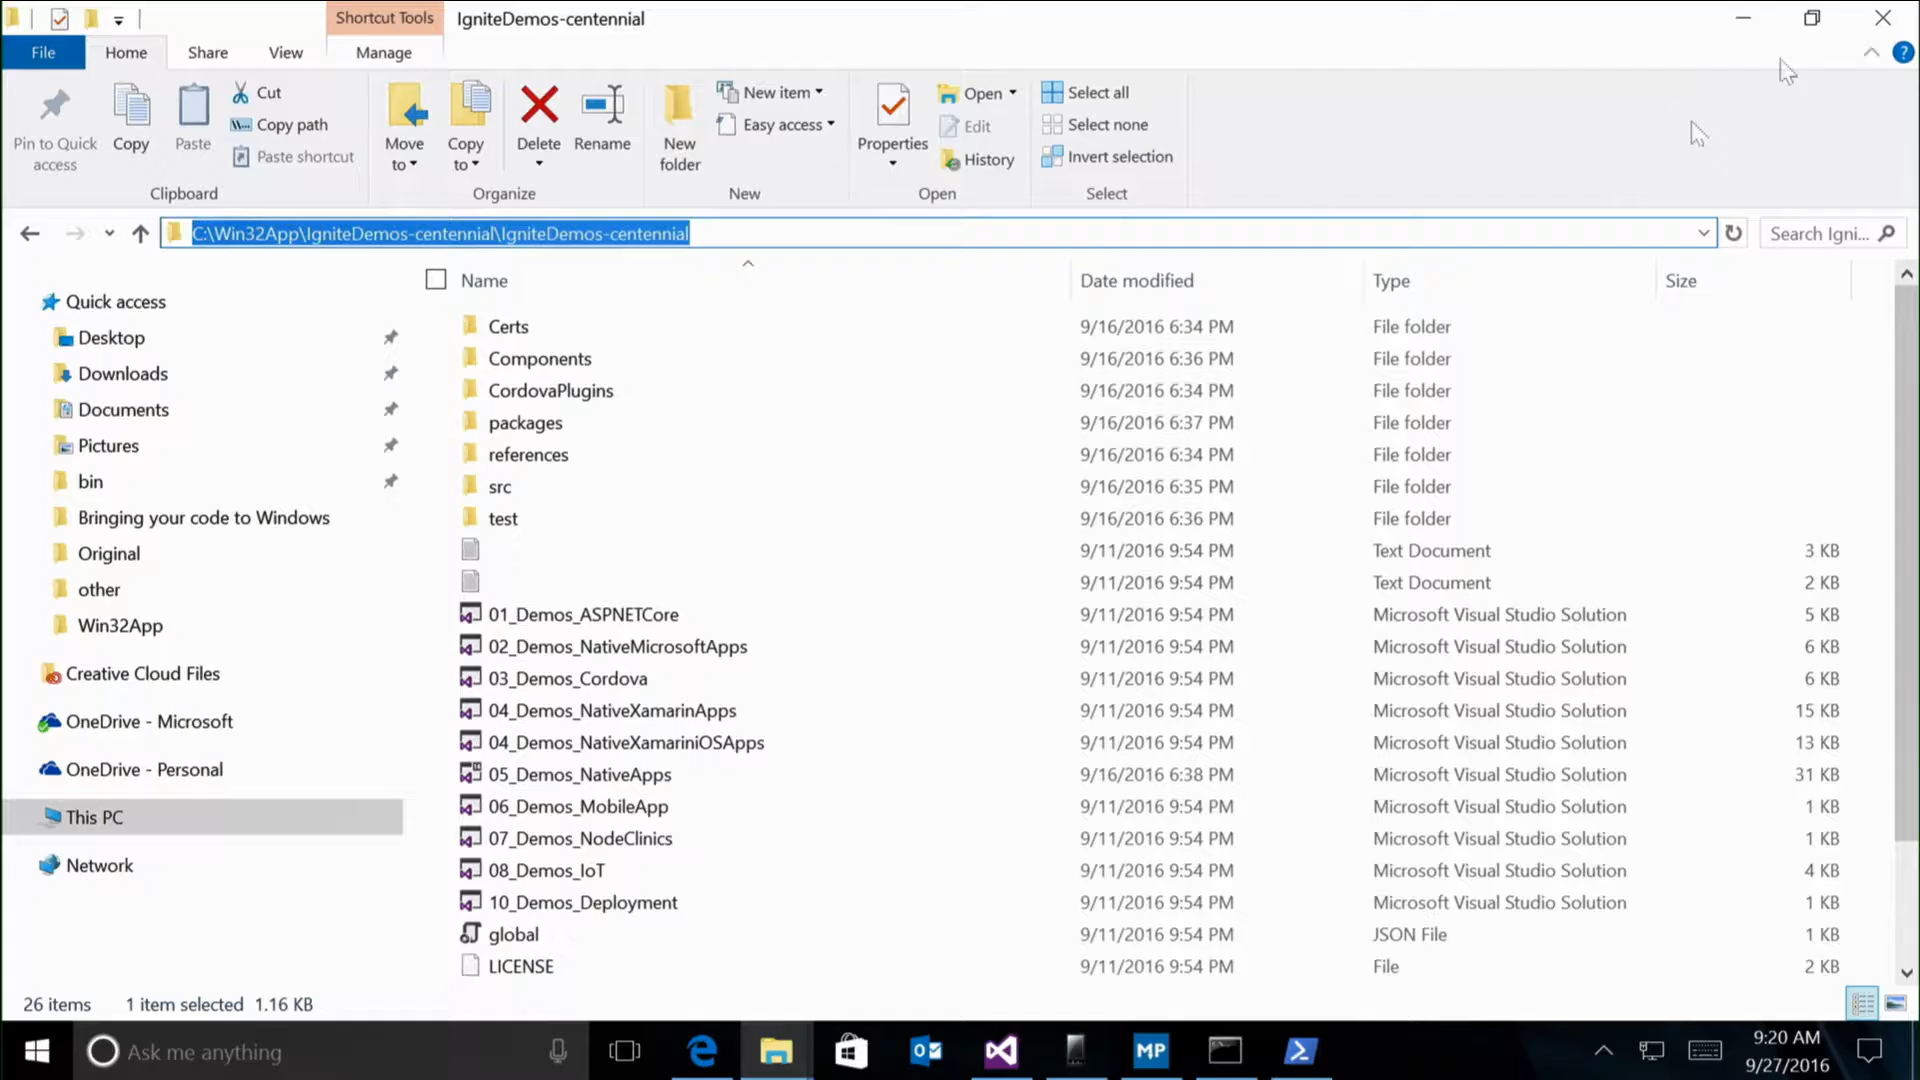 Shortcut Tools
IgniteDemos-centennial
File
Home
Share
View
Manage
Pin to Quick access
Copy
Paste
Cut
Copy path
Paste shortcut
Clipboard
Move to
Copy to
Delete
Rename
Organize
New folder
New item
Easy access
New
Properties
Open
Edit
History
Open
Select all
Select none
Invert selection
Select
C:\Win32App\IgniteDemos-centennial\IgniteDemos-centennial
Search Igni...
Quick access
Desktop
Downloads
Documents
Pictures
bin
Bringing your code to Windows
Original
other
Win32App
Creative Cloud Files
OneDrive - Microsoft
OneDrive - Personal
This PC
Network
Name Date modified Type Size
Certs 9/16/2016 6:34 PM File folder
Components 9/16/2016 6:36 PM File folder
CordovaPlugins 9/16/2016 6:34 PM File folder
packages 9/16/2016 6:37 PM File folder
references 9/16/2016 6:34 PM File folder
src 9/16/2016 6:35 PM File folder
test 9/16/2016 6:36 PM File folder
9/11/2016 9:54 PM Text Document 3 KB
9/11/2016 9:54 PM Text Document 2 KB
01_Demos_ASPNETCore 9/11/2016 9:54 PM Microsoft Visual Studio Solution 5 KB
02_Demos_NativeMicrosoftApps 9/11/2016 9:54 PM Microsoft Visual Studio Solution 6 KB
03_Demos_Cordova 9/11/2016 9:54 PM Microsoft Visual Studio Solution 6 KB
04_Demos_NativeXamarinApps 9/11/2016 9:54 PM Microsoft Visual Studio Solution 15 KB
04_Demos_NativeXamariniOSApps 9/11/2016 9:54 PM Microsoft Visual Studio Solution 13 KB
05_Demos_NativeApps 9/16/2016 6:38 PM Microsoft Visual Studio Solution 31 KB
06_Demos_MobileApp 9/11/2016 9:54 PM Microsoft Visual Studio Solution 1 KB
07_Demos_NodeClinics 9/11/2016 9:54 PM Microsoft Visual Studio Solution 1 KB
08_Demos_IoT 9/11/2016 9:54 PM Microsoft Visual Studio Solution 4 KB
10_Demos_Deployment 9/11/2016 9:54 PM Microsoft Visual Studio Solution 1 KB
global 9/11/2016 9:54 PM JSON File 1 KB
LICENSE 9/11/2016 9:54 PM File 2 KB
26 items 1 item selected 1.16 KB
Ask me anything
MP
9:20 AM
9/27/2016